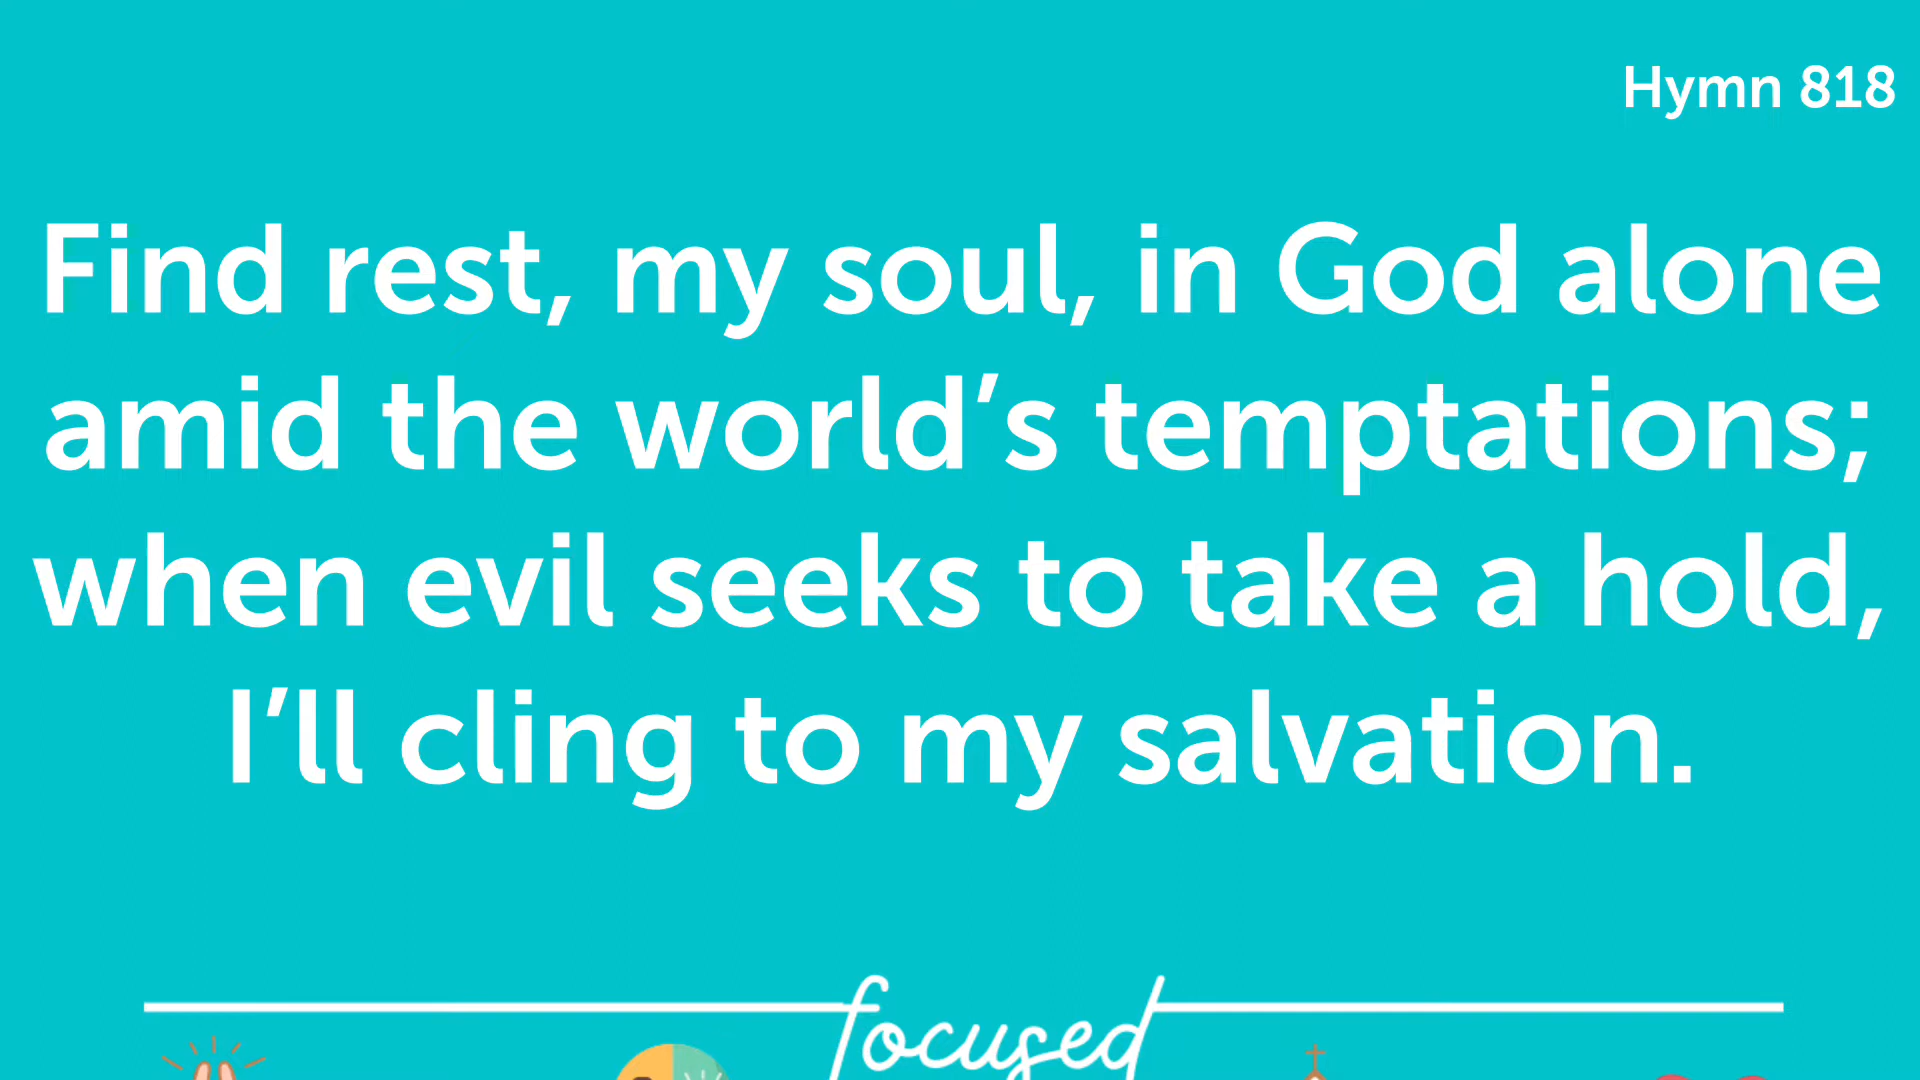 Hymn 818
Find rest, my soul, in God alone
amid the world’s temptations;
when evil seeks to take a hold,
I’ll cling to my salvation.
focused